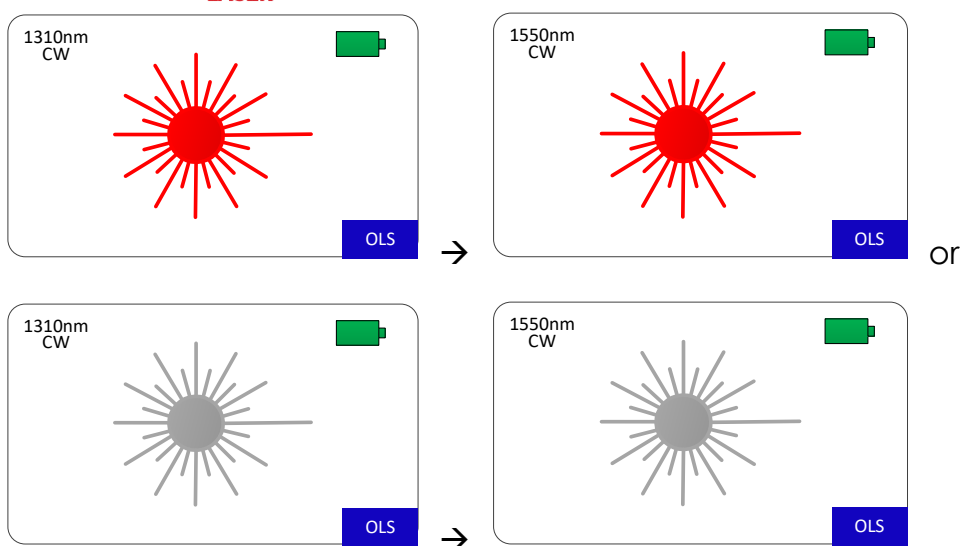 1310nm
CW
OLS
→
1550nm
CW
OLS
or
1310nm
CW
OLS
→
1550nm
CW
OLS